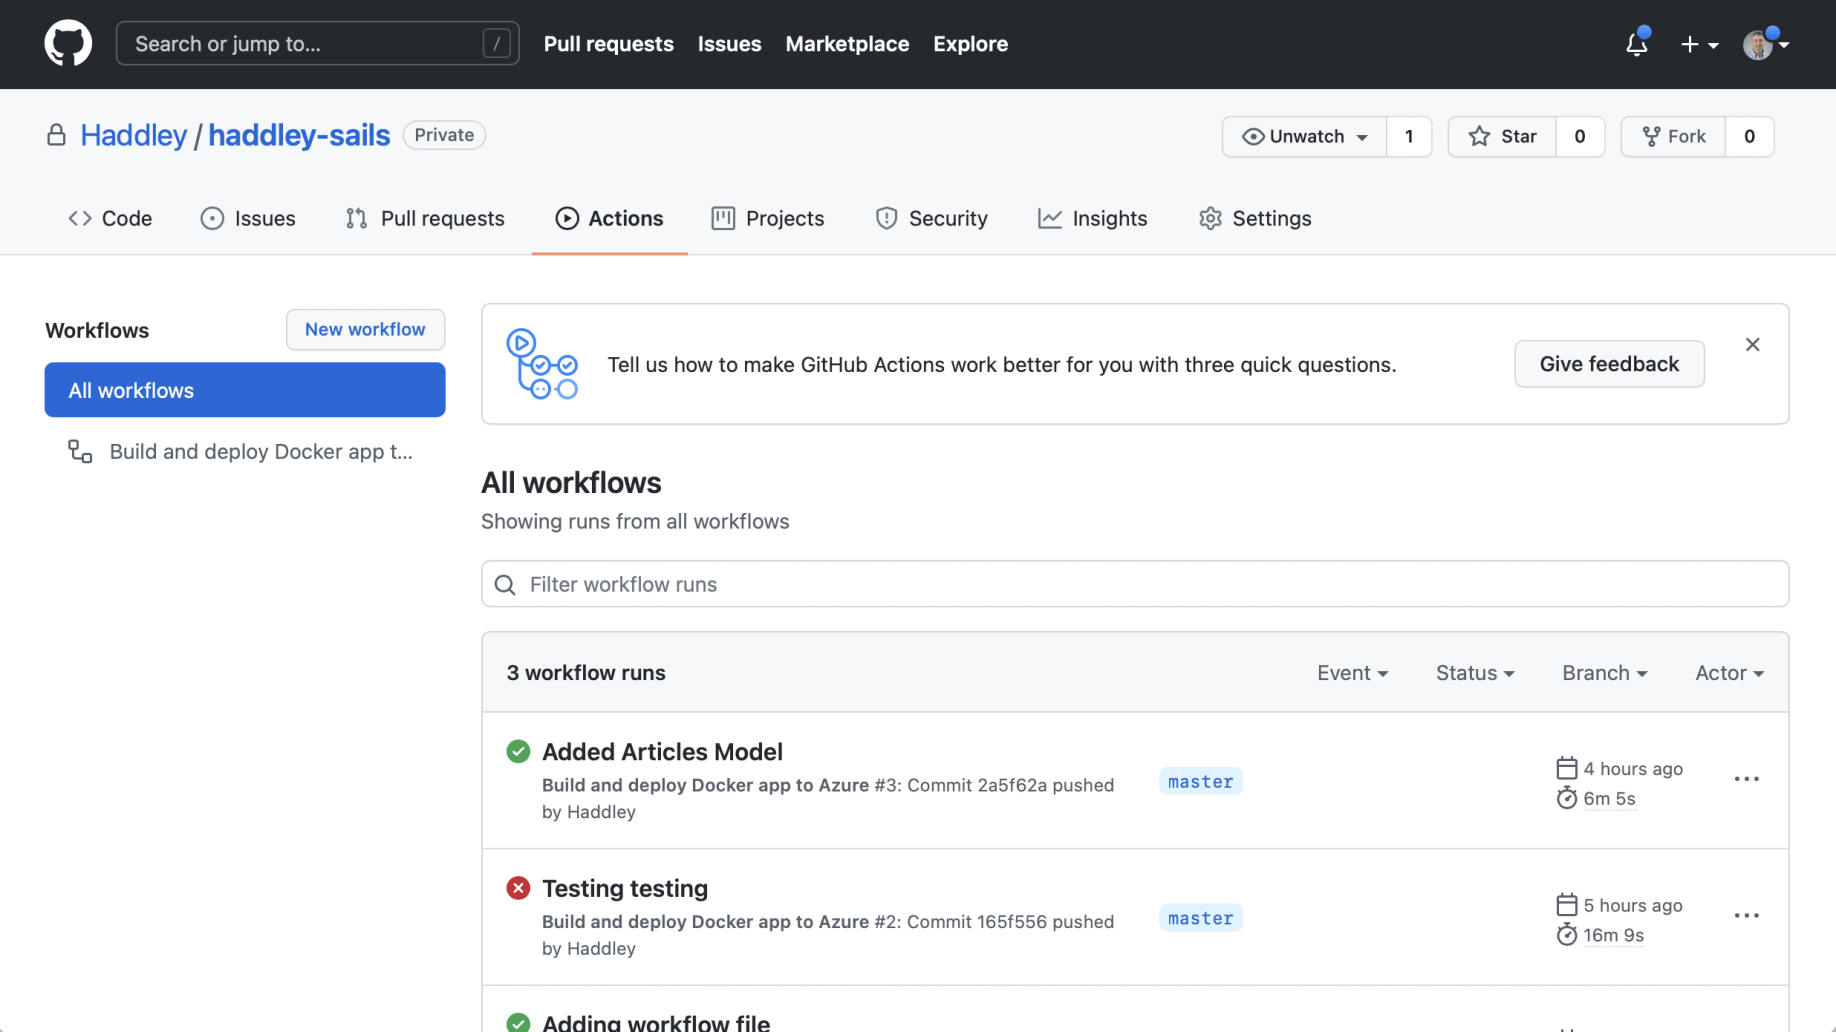 Search or jump to... /
Pull requests Issues Marketplace Explore
Haddley / haddley-sails Private
Unwatch 1 Star 0 Fork 0
Code Issues Pull requests Actions Projects Security Insights Settings
Workflows New workflow
All workflows
Build and deploy Docker app t...
Tell us how to make GitHub Actions work better for you with three quick questions.
Give feedback
All workflows
Showing runs from all workflows
Filter workflow runs
3 workflow runs Event Status Branch Actor
Added Articles Model
Build and deploy Docker app to Azure #3: Commit 2a5f62a pushed
by Haddley
master
4 hours ago
6m 5s
Testing testing
Build and deploy Docker app to Azure #2: Commit 165f556 pushed
by Haddley
master
5 hours ago
16m 9s
Adding workflow file